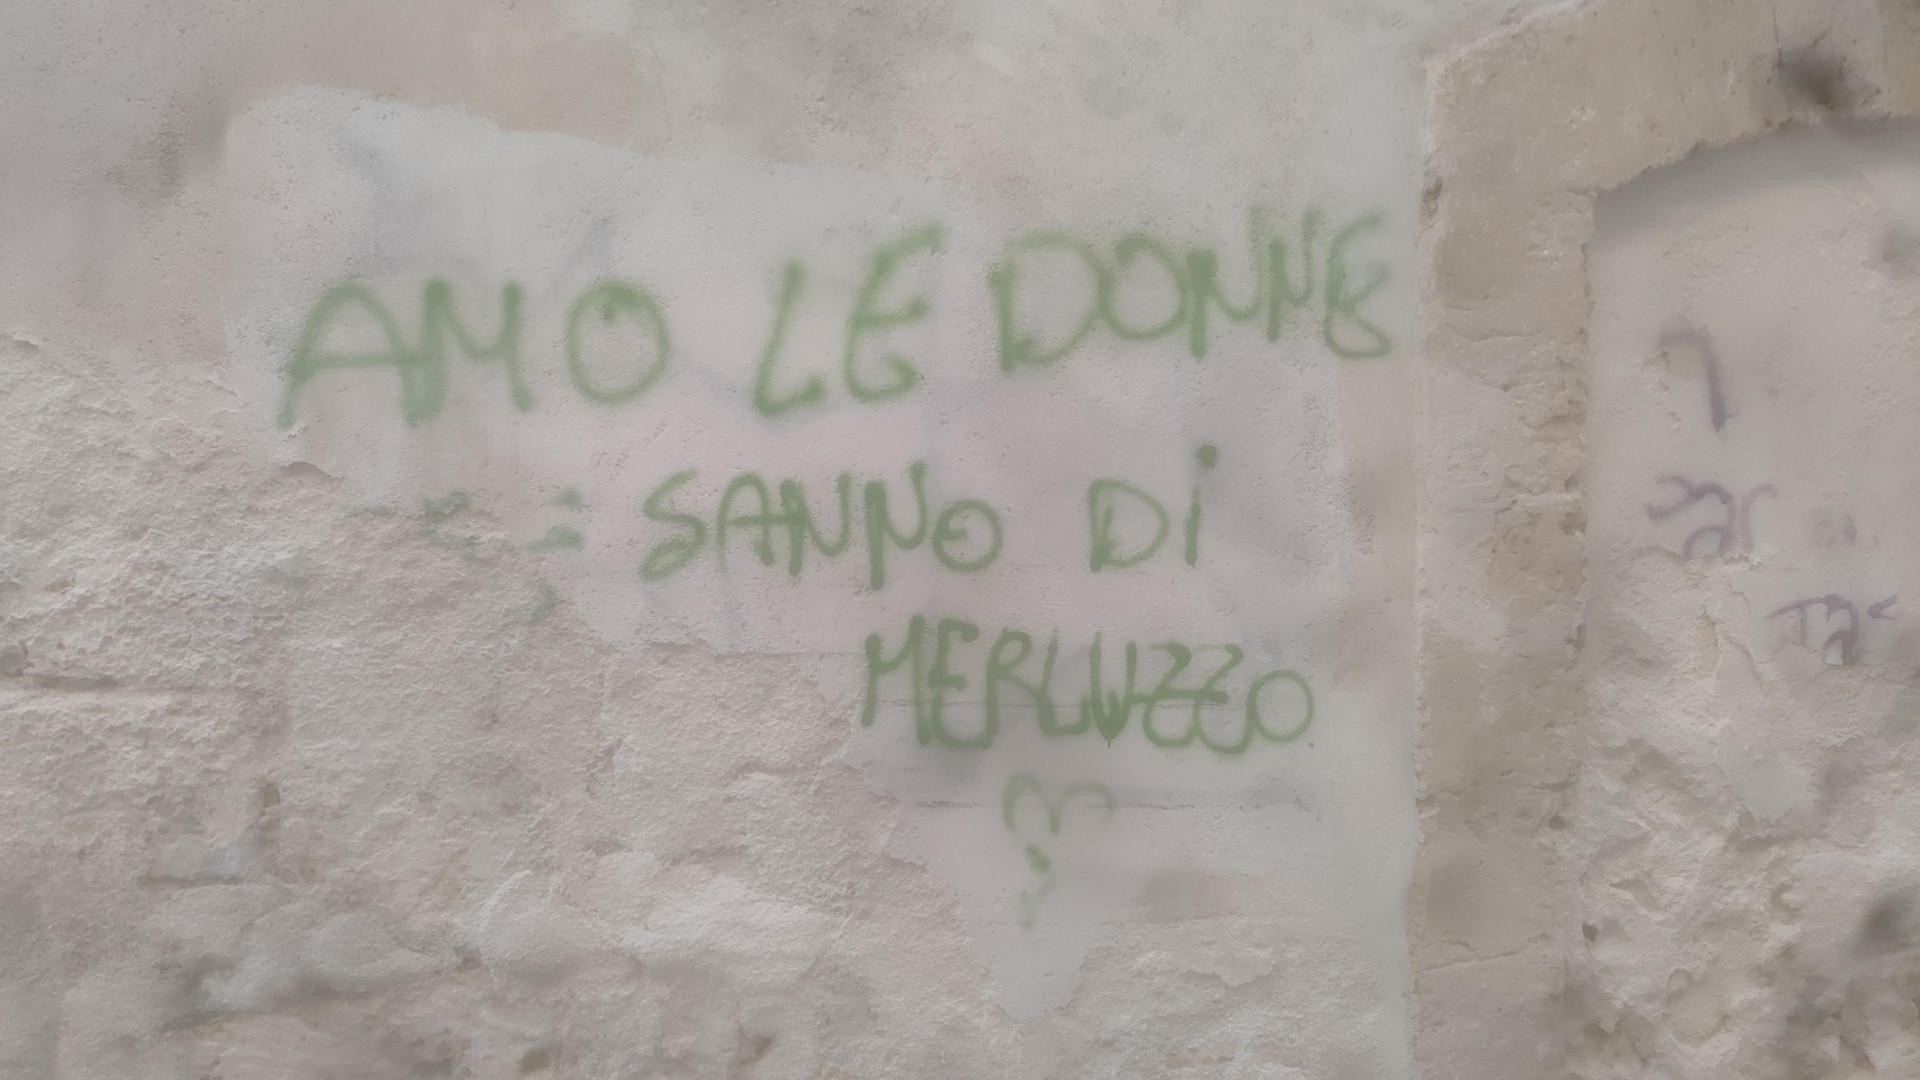 AMO LE DONNE
SANNO DI
MERLUZZO